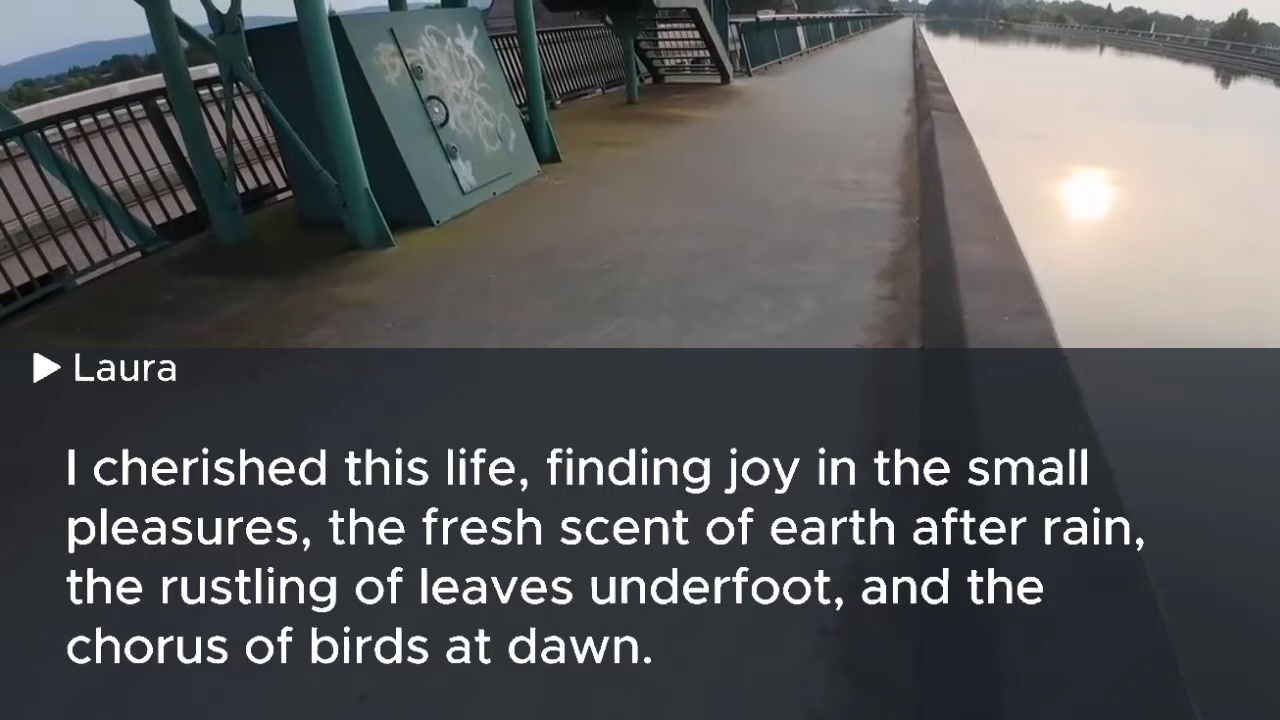 Laura
I cherished this life, finding joy in the small
pleasures, the fresh scent of earth after rain,
the rustling of leaves underfoot, and the
chorus of birds at dawn.